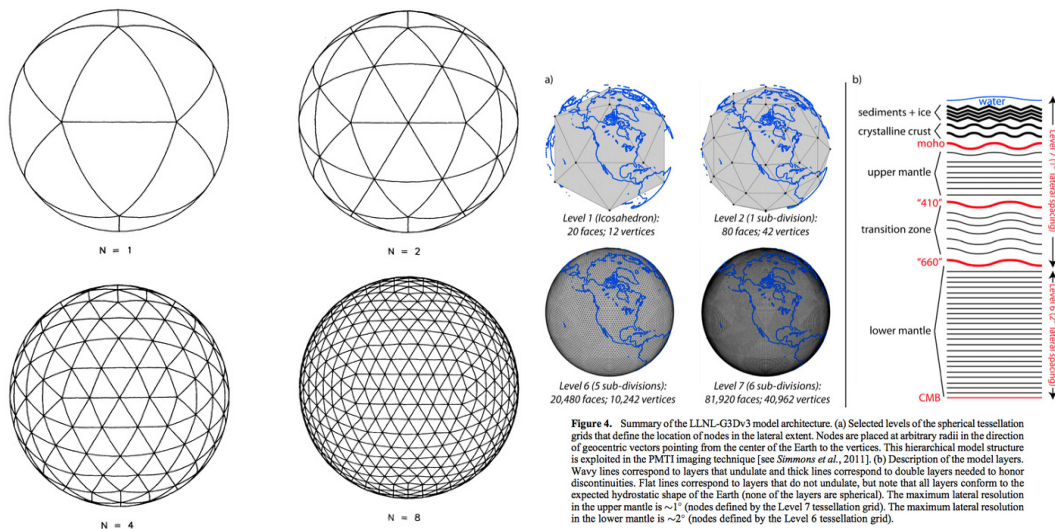 N = 1
N = 2
N = 4
N = 8
a)
Level 1 (Icosahedron):
20 faces; 12 vertices
Level 2 (1 sub-division):
80 faces; 42 vertices
Level 6 (5 sub-divisions):
20,480 faces; 10,242 vertices
Level 7 (6 sub-divisions):
81,920 faces; 40,962 vertices
b)
water
sediments + ice
crystalline crust
moho
upper mantle
"410"
transition zone
"660"
lower mantle
CMB
Level 7 (1° lateral spacing)
Level 6 (2° lateral spacing)
Figure 4. Summary of the LLNL-G3Dv3 model architecture. (a) Selected levels of the spherical tessellation
grids that define the location of nodes in the lateral extent. Nodes are placed at arbitrary radii in the direction
of geocentric vectors pointing from the center of the Earth to the vertices. This hierarchical model structure
is exploited in the PMTI imaging technique [see Simmons et al., 2011]. (b) Description of the model layers.
Wavy lines correspond to layers that undulate and thick lines correspond to double layers needed to honor
discontinuities. Flat lines correspond to layers that do not undulate, but note that all layers conform to the
expected hydrostatic shape of the Earth (none of the layers are spherical). The maximum lateral resolution
in the upper mantle is ~1° (nodes defined by the Level 7 tessellation grid). The maximum lateral resolution
in the lower mantle is ~2° (nodes defined by the Level 6 tessellation grid).